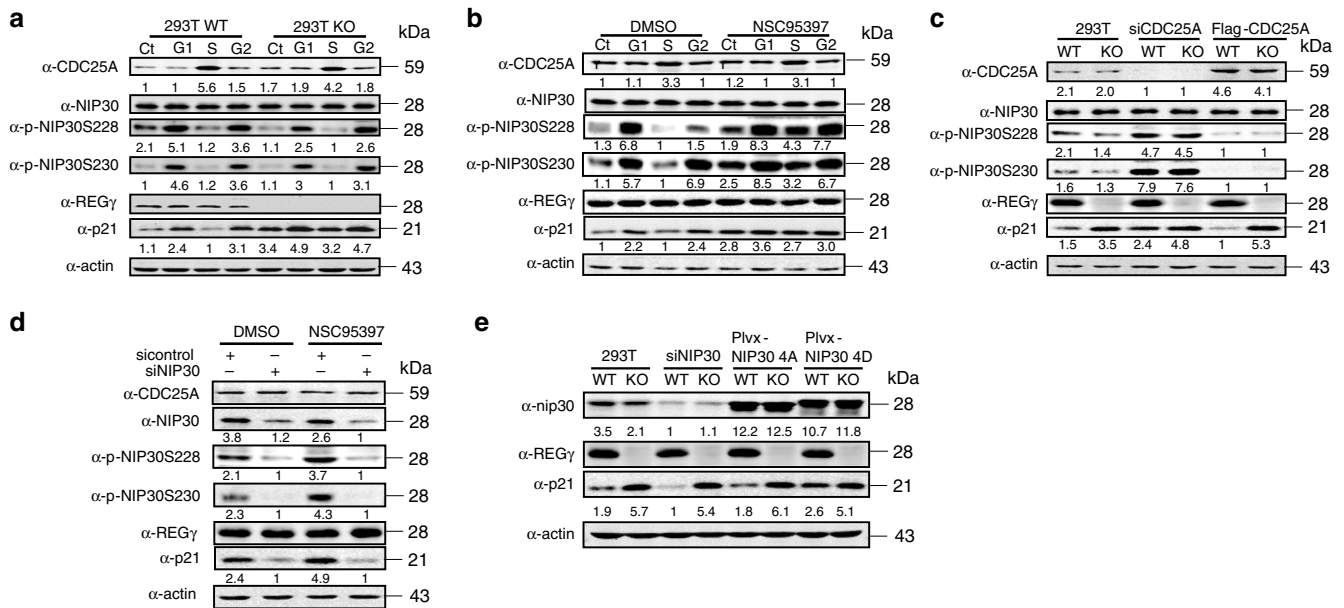 a
293T WT 293T KO
Ct G1 S G2 Ct G1 S G2 kDa
α-CDC25A 59
1 1 5.6 1.5 1.7 1.9 4.2 1.8
α-NIP30 28
α-p-NIP30S228 28
2.1 5.1 1.2 3.6 1.1 2.5 1 2.6
α-p-NIP30S230 28
1 4.6 1.2 3.6 1.1 3 1 3.1
α-REGγ 28
α-p21 21
1.1 2.4 1 3.1 3.4 4.9 3.2 4.7
α-actin 43
b
DMSO NSC95397
Ct G1 S G2 Ct G1 S G2 kDa
α-CDC25A 59
1 1.1 3.3 1 1.2 1 3.1 1
α-NIP30 28
α-p-NIP30S228 28
1.3 6.8 1 1.5 1.9 8.3 4.3 7.7
α-p-NIP30S230 28
1.1 5.7 1 6.9 2.5 8.5 3.2 6.7
α-REGγ 28
α-p21 21
1 2.2 1 2.4 2.8 3.6 2.7 3.0
α-actin 43
c
293T siCDC25A Flag-CDC25A
WT KO WT KO WT KO kDa
α-CDC25A 59
2.1 2.0 1 1 4.6 4.1
α-NIP30 28
α-p-NIP30S228 28
2.1 1.4 4.7 4.5 1 1
α-p-NIP30S230 28
1.6 1.3 7.9 7.6 1 1
α-REGγ 28
α-p21 21
1.5 3.5 2.4 4.8 1 5.3
α-actin 43
d
DMSO NSC95397
sicontrol + − + −
siNIP30 − + − + kDa
α-CDC25A 59
α-NIP30 28
3.8 1.2 2.6 1
α-p-NIP30S228 28
2.1 1 3.7 1
α-p-NIP30S230 28
2.3 1 4.3 1
α-REGγ 28
α-p21 21
2.4 1 4.9 1
α-actin 43
e
293T siNIP30 Plvx-NIP30 4A Plvx-NIP30 4D
WT KO WT KO WT KO WT KO kDa
α-nip30 28
3.5 2.1 1 1.1 12.2 12.5 10.7 11.8
α-REGγ 28
α-p21 21
1.9 5.7 1 5.4 1.8 6.1 2.6 5.1
α-actin 43